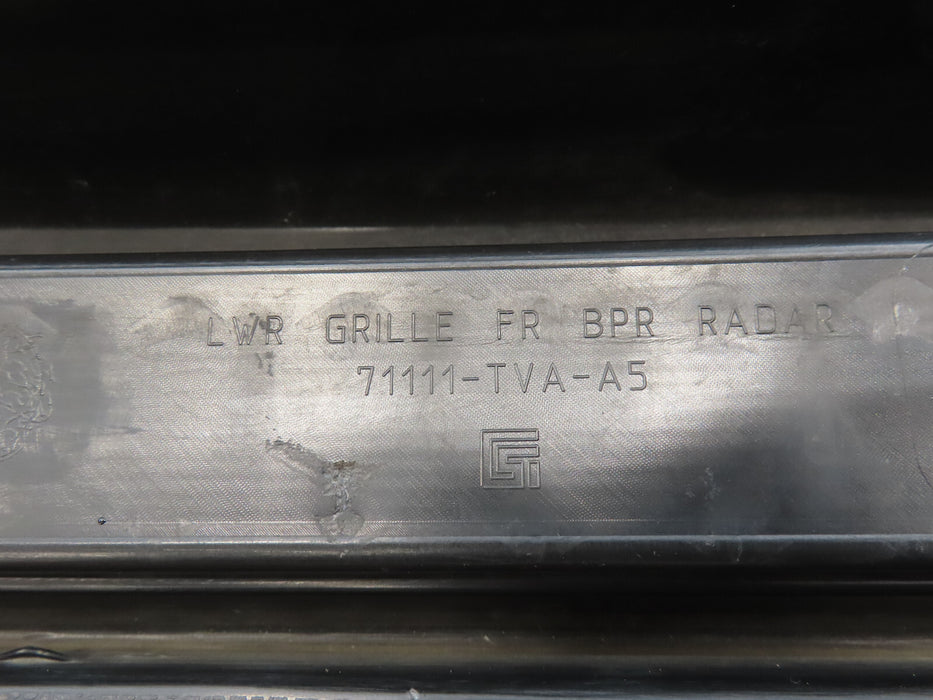 LWR GRILLE FR BPR RADAR
71111-TVA-A5